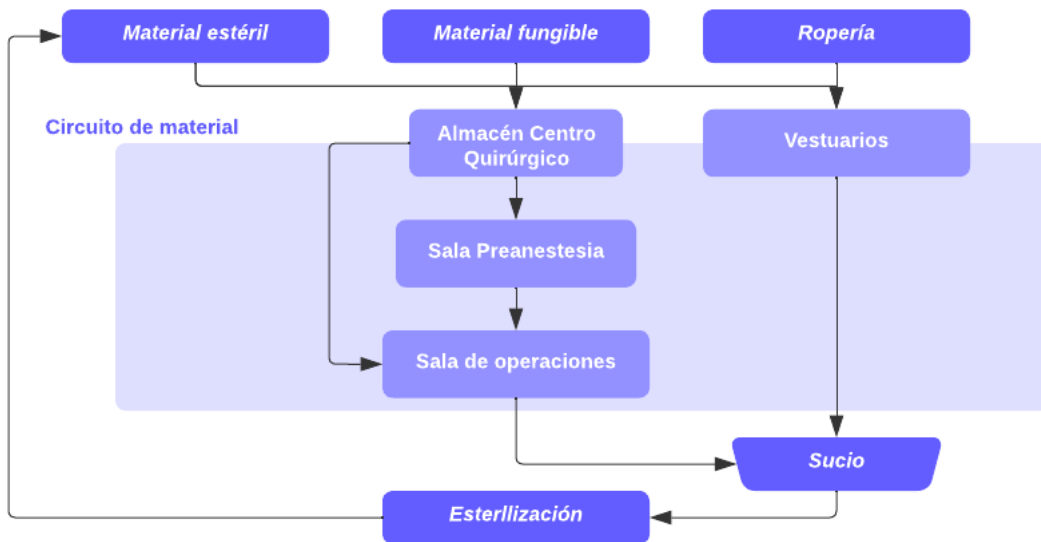 Material estéril
Material fungible
Ropería
Circuito de material
Almacén Centro
Quirúrgico
Vestuarios
Sala Preanestesia
Sala de operaciones
Sucio
Esterllización